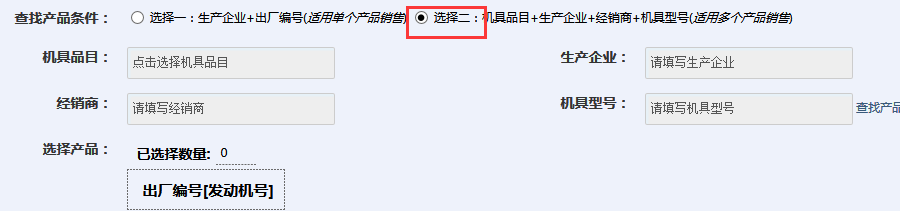 查找产品条件： 选择一：生产企业+出厂编号(适用单个产品销售) 选择二：机具品目+生产企业+经销商+机具型号(适用多个产品销售)
机具品目： 点击选择机具品目 生产企业： 请填写生产企业
经销商： 请填写经销商 机具型号： 请填写机具型号 查找产品
选择产品： 已选择数量: 0
出厂编号[发动机号]